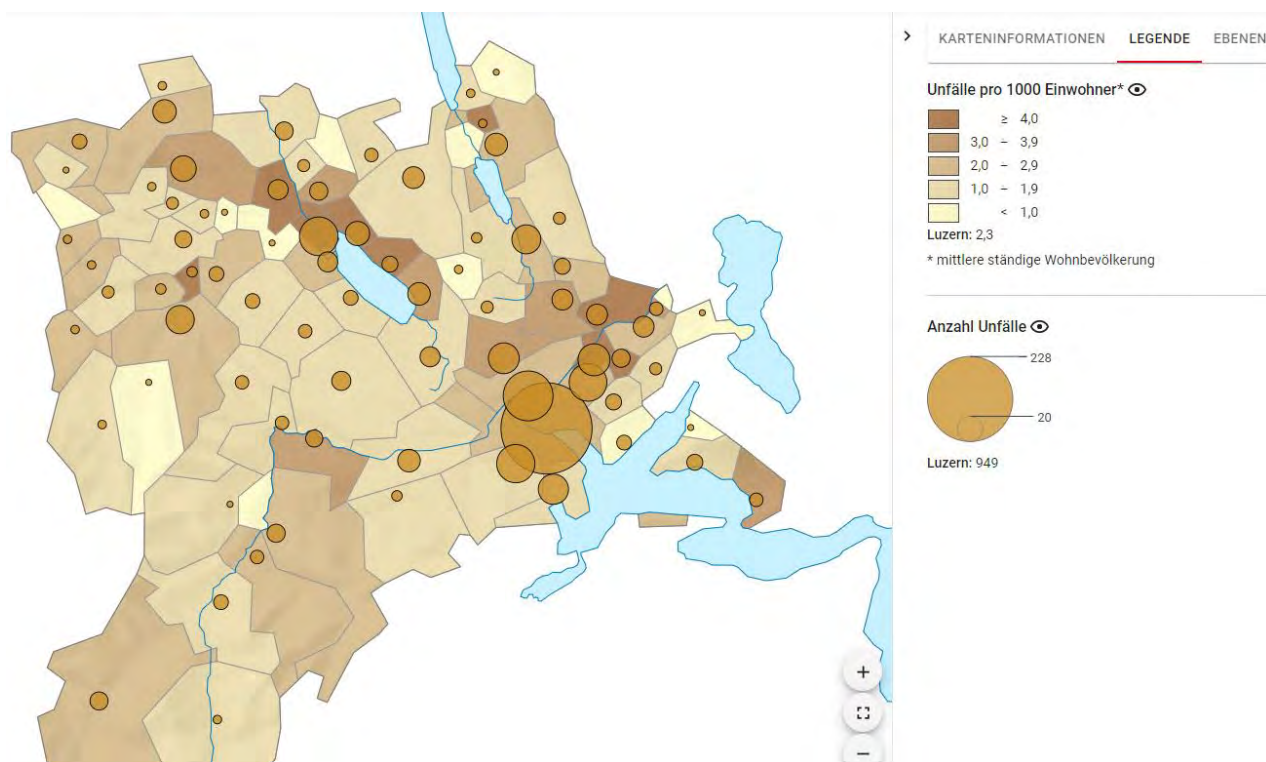 KARTENINFORMATIONEN LEGENDE EBENEN
Unfälle pro 1000 Einwohner*
≥ 4,0
3,0 – 3,9
2,0 – 2,9
1,0 – 1,9
< 1,0
Luzern: 2,3
* mittlere ständige Wohnbevölkerung
Anzahl Unfälle
228
20
Luzern: 949
+
−